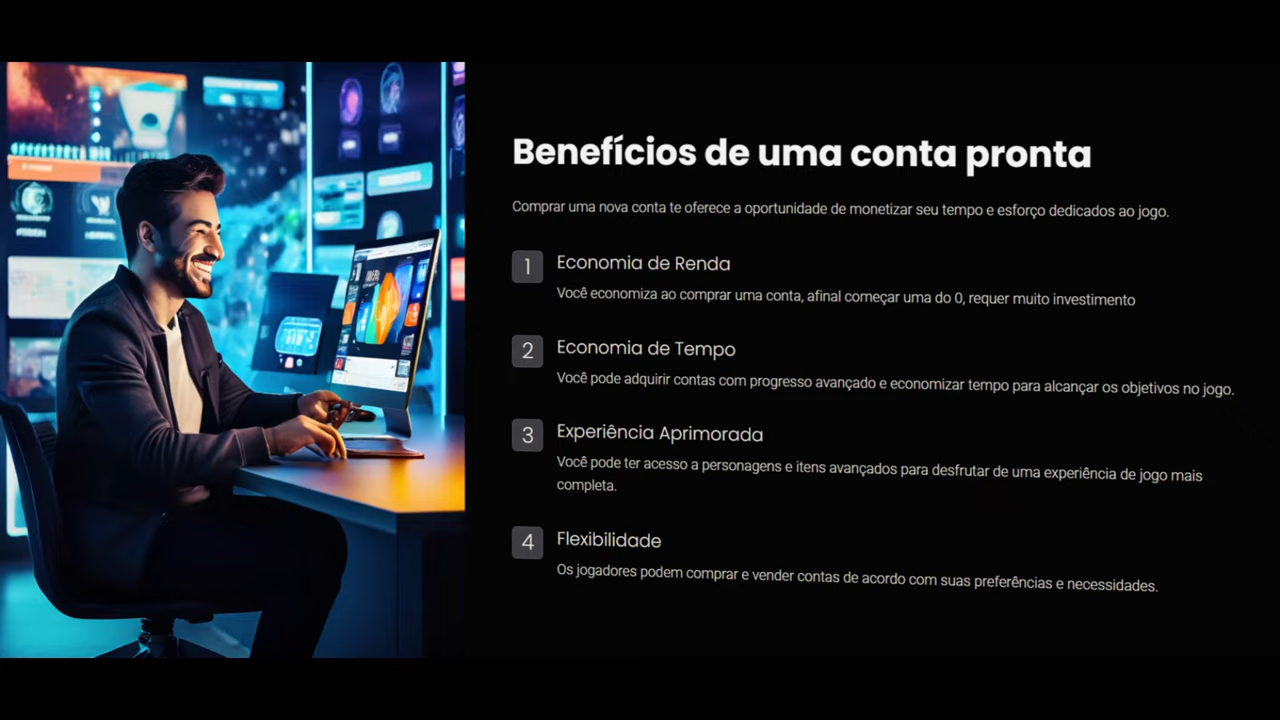 Benefícios de uma conta pronta
Comprar uma nova conta te oferece a oportunidade de monetizar seu tempo e esforço dedicados ao jogo.
1 Economia de Renda
Você economiza ao comprar uma conta, afinal começar uma do 0, requer muito investimento
2 Economia de Tempo
Você pode adquirir contas com progresso avançado e economizar tempo para alcançar os objetivos no jogo.
3 Experiência Aprimorada
Você pode ter acesso a personagens e itens avançados para desfrutar de uma experiência de jogo mais
completa.
4 Flexibilidade
Os jogadores podem comprar e vender contas de acordo com suas preferências e necessidades.